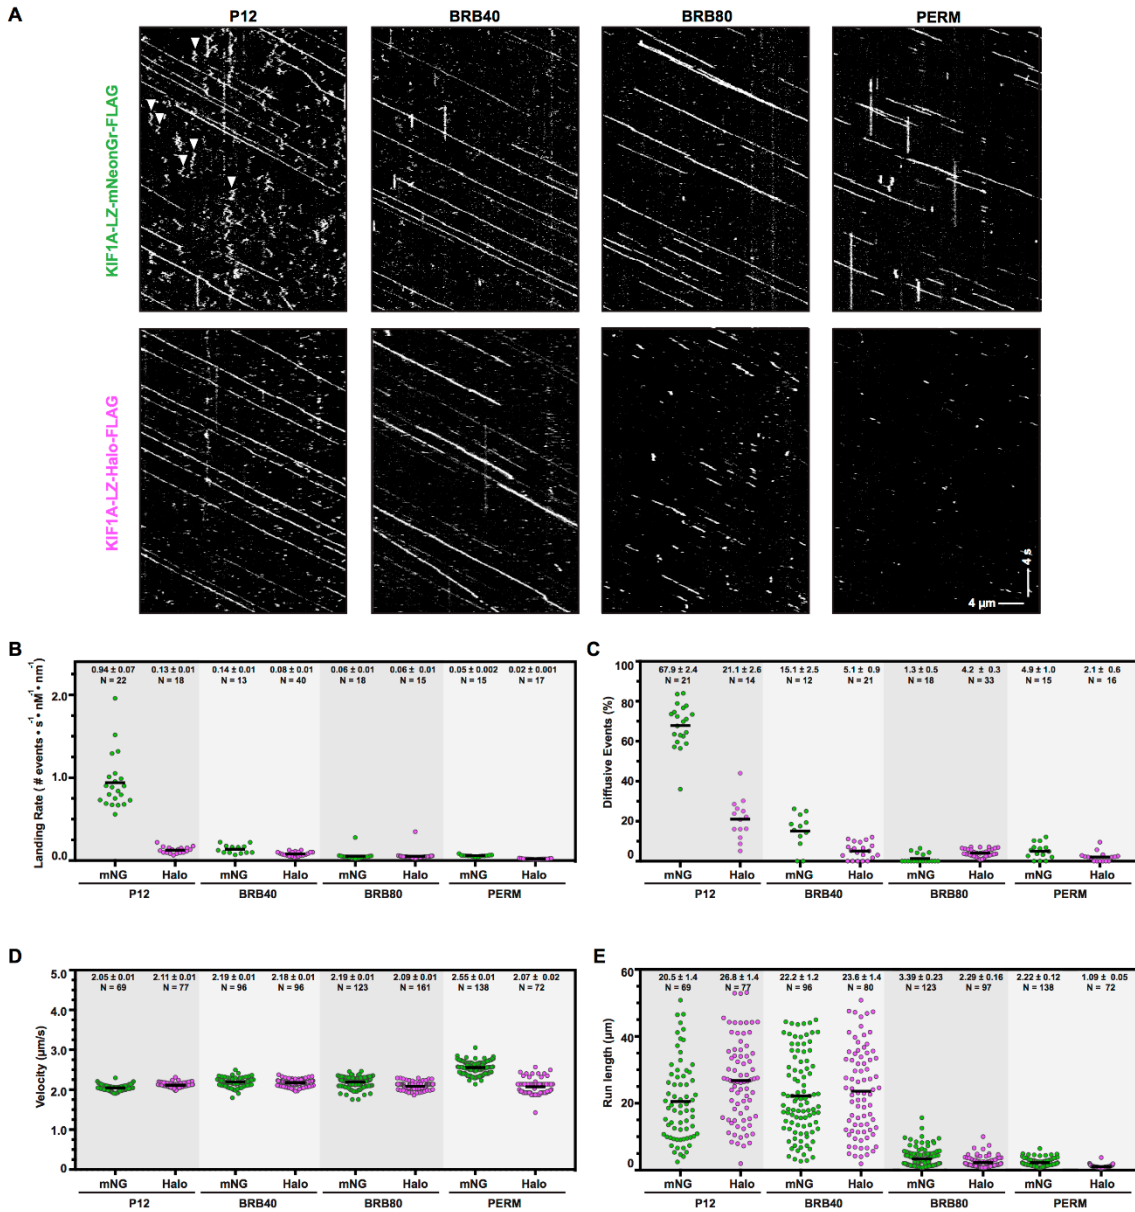 A
P12 BRB40 BRB80 PERM
KIF1A-LZ-mNeonGr-FLAG
KIF1A-LZ-Halo-FLAG
4 s
4 µm
B
0.94 ± 0.07 0.13 ± 0.01 0.14 ± 0.01 0.08 ± 0.01 0.06 ± 0.01 0.06 ± 0.01 0.05 ± 0.002 0.02 ± 0.001
N = 22 N = 18 N = 13 N = 40 N = 18 N = 15 N = 15 N = 17
Landing Rate ( # events • s⁻¹ • nM⁻¹ • nm⁻¹)
2.0
1.0
0.0
mNG Halo mNG Halo mNG Halo mNG Halo
P12 BRB40 BRB80 PERM
C
67.9 ± 2.4 21.1 ± 2.6 15.1 ± 2.5 5.1 ± 0.9 1.3 ± 0.5 4.2 ± 0.3 4.9 ± 1.0 2.1 ± 0.6
N = 21 N = 14 N = 12 N = 21 N = 18 N = 33 N = 15 N = 16
Diffusive Events (%)
100
80
60
40
20
0
mNG Halo mNG Halo mNG Halo mNG Halo
P12 BRB40 BRB80 PERM
D
2.05 ± 0.01 2.11 ± 0.01 2.19 ± 0.01 2.18 ± 0.01 2.19 ± 0.01 2.09 ± 0.01 2.55 ± 0.01 2.07 ± 0.02
N = 69 N = 77 N = 96 N = 96 N = 123 N = 161 N = 138 N = 72
Velocity (µm/s)
5.0
4.0
3.0
2.0
1.0
0
mNG Halo mNG Halo mNG Halo mNG Halo
P12 BRB40 BRB80 PERM
E
20.5 ± 1.4 26.8 ± 1.4 22.2 ± 1.2 23.6 ± 1.4 3.39 ± 0.23 2.29 ± 0.16 2.22 ± 0.12 1.09 ± 0.05
N = 69 N = 77 N = 96 N = 80 N = 123 N = 97 N = 138 N = 72
Run length (µm)
60
40
20
0
mNG Halo mNG Halo mNG Halo mNG Halo
P12 BRB40 BRB80 PERM